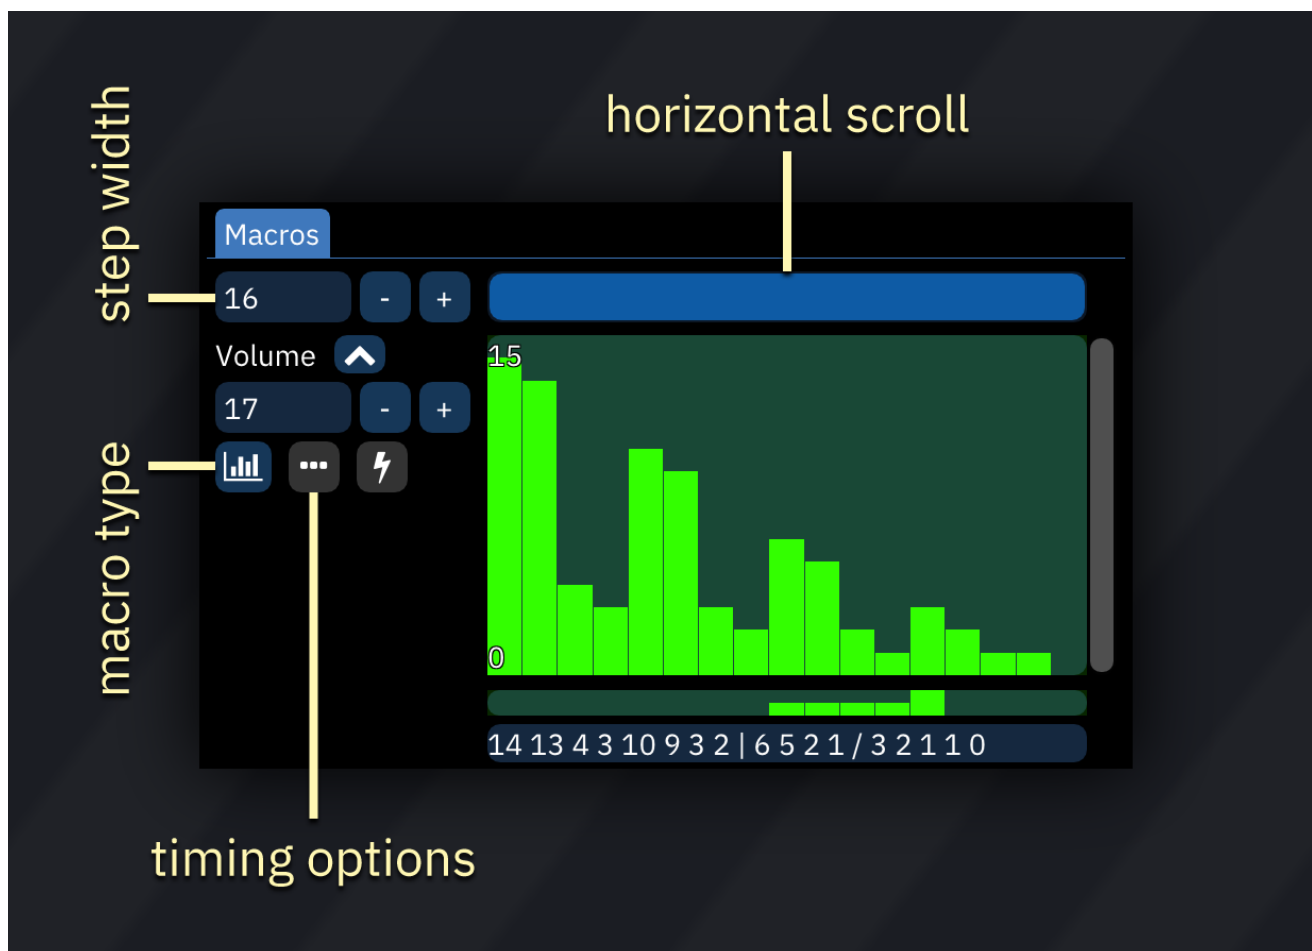 step width
horizontal scroll
Macros
16 - +
Volume
15
17 - +
macro type
0
14 13 4 3 10 9 3 2 | 6 5 2 1 / 3 2 1 1 0
timing options